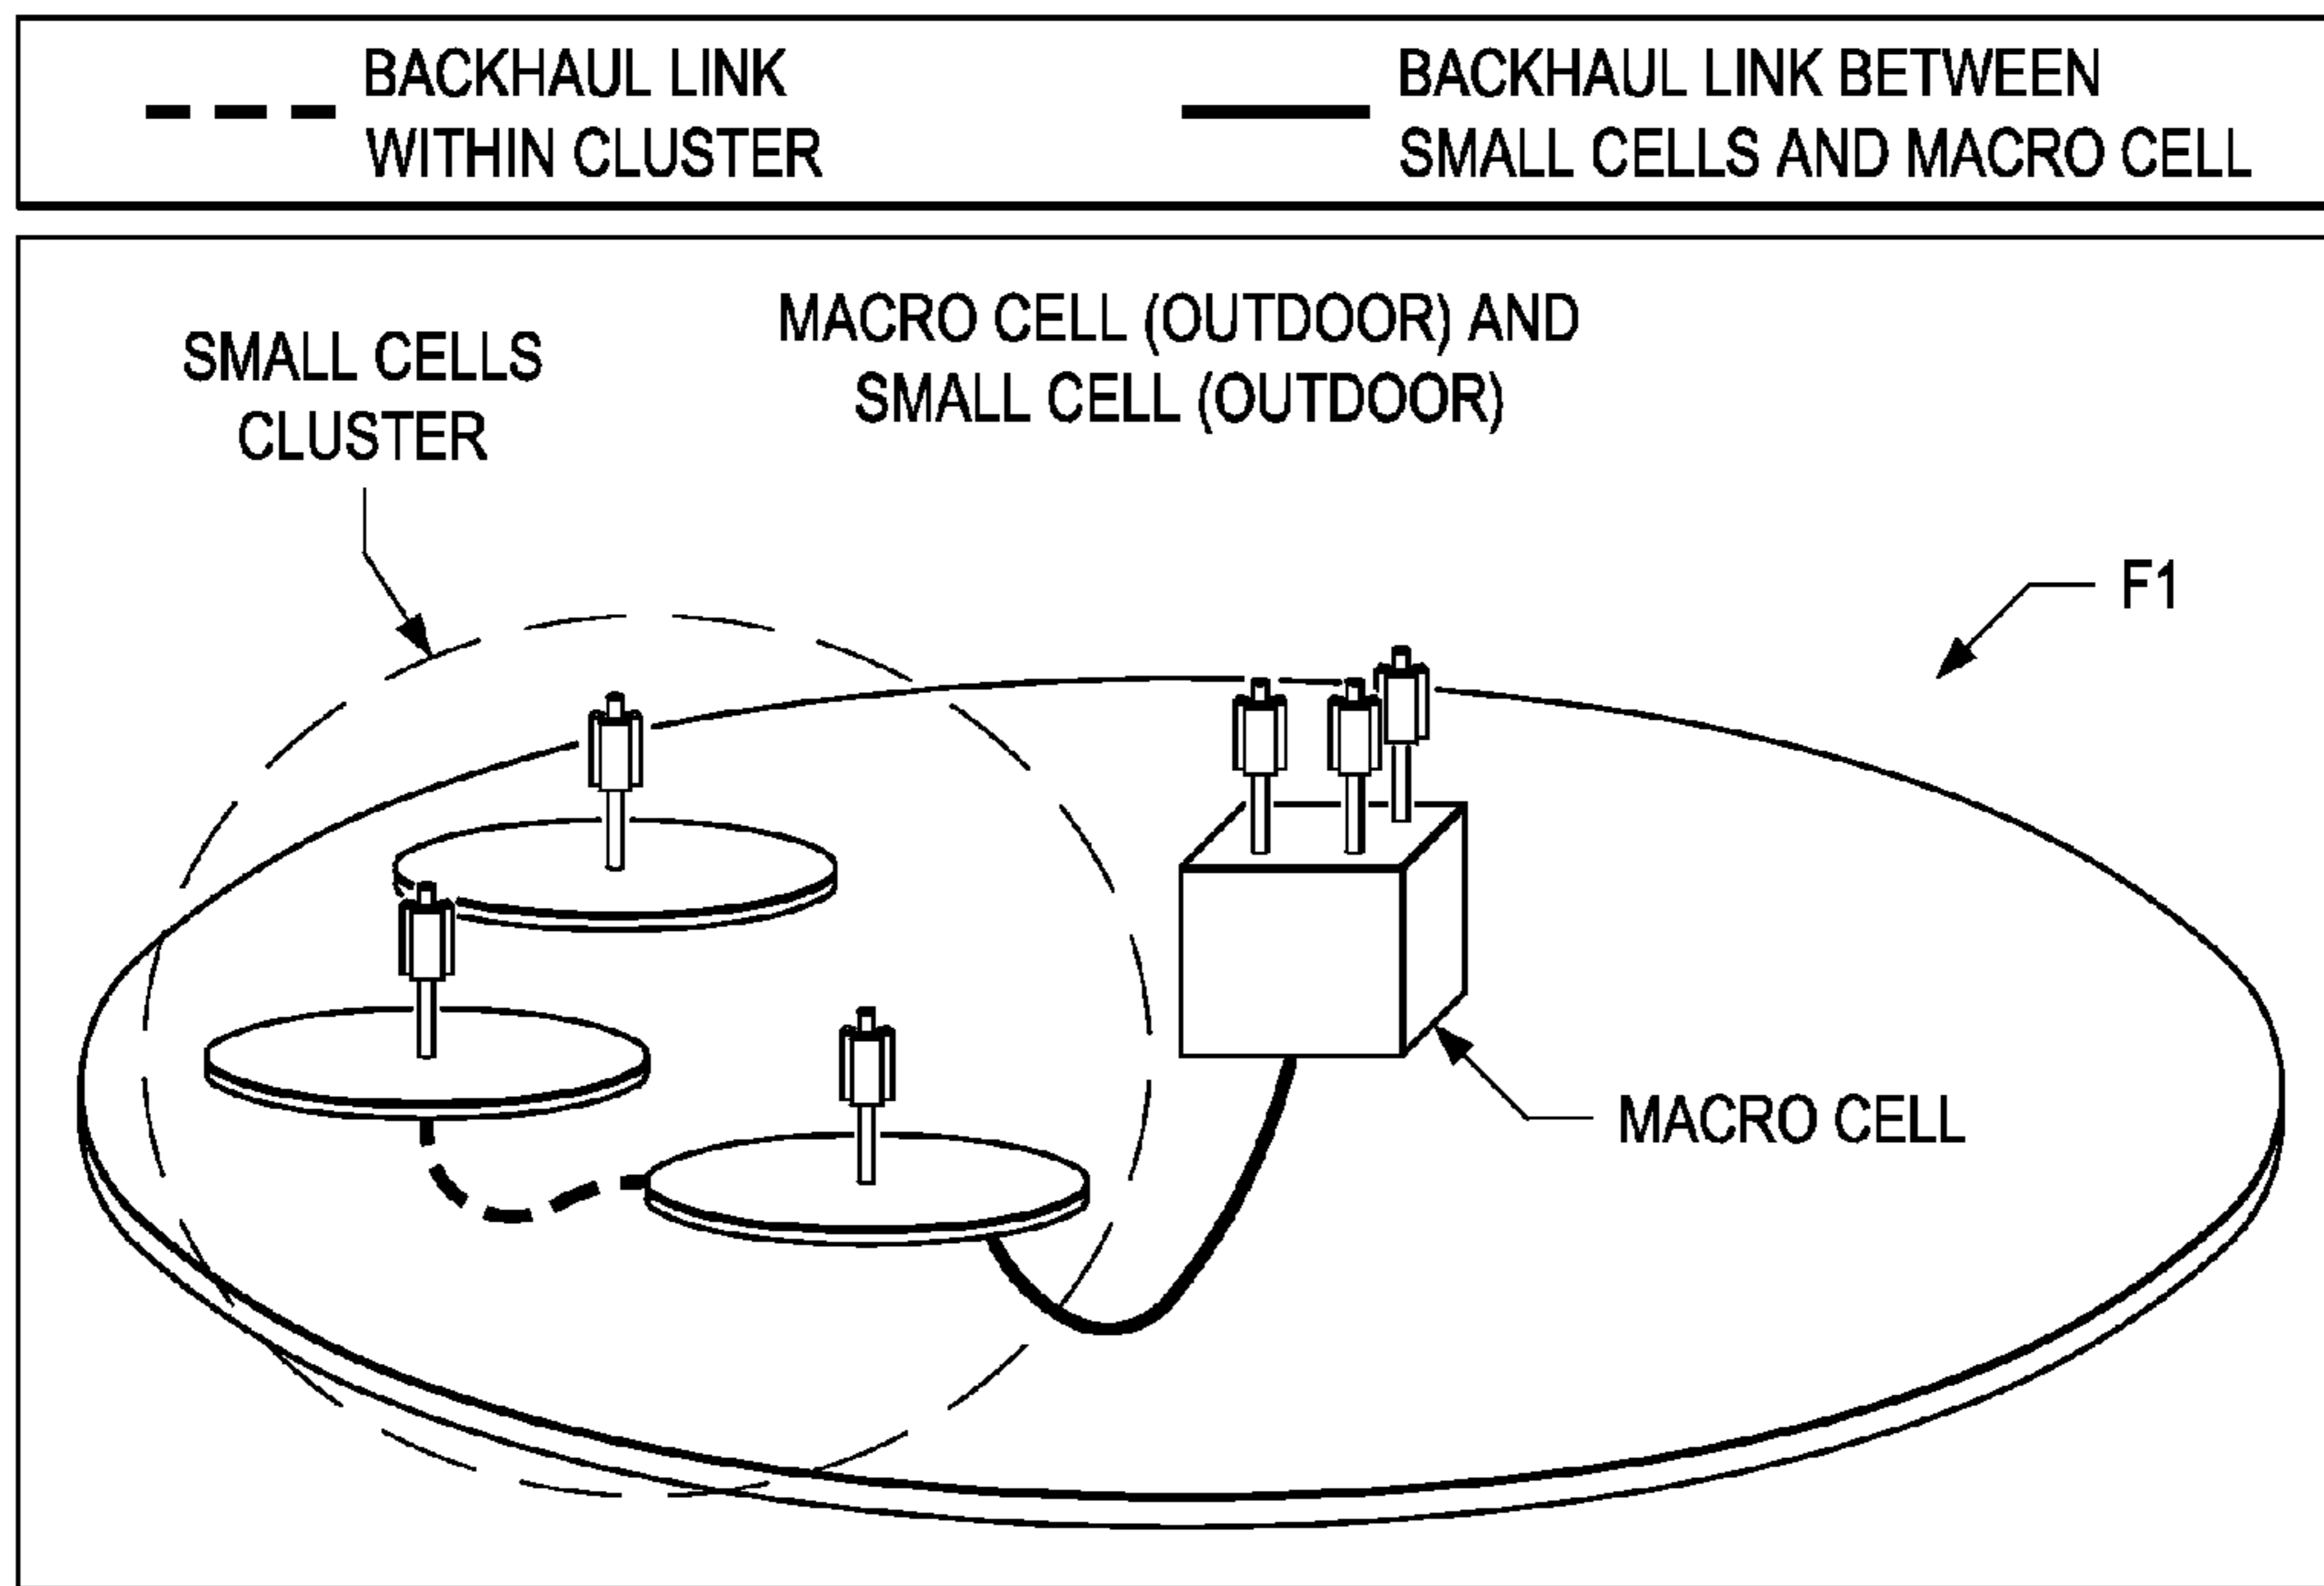 BACKHAUL LINK
WITHIN CLUSTER
BACKHAUL LINK BETWEEN
SMALL CELLS AND MACRO CELL
MACRO CELL (OUTDOOR) AND
SMALL CELL (OUTDOOR)
SMALL CELLS
CLUSTER
F1
MACRO CELL